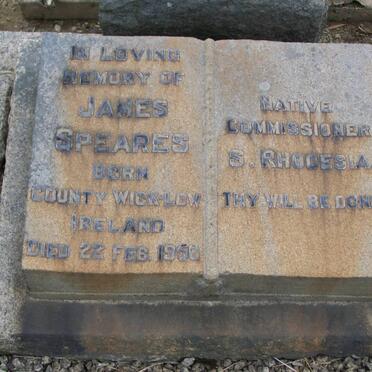 IN LOVING
MEMORY OF
JAMES
SPEARES
BORN
COUNTY WICKLOW
IRELAND
DIED 22 FEB. 1950
NATIVE
COMMISSIONER
S. RHODESIA
THY WILL BE DONE